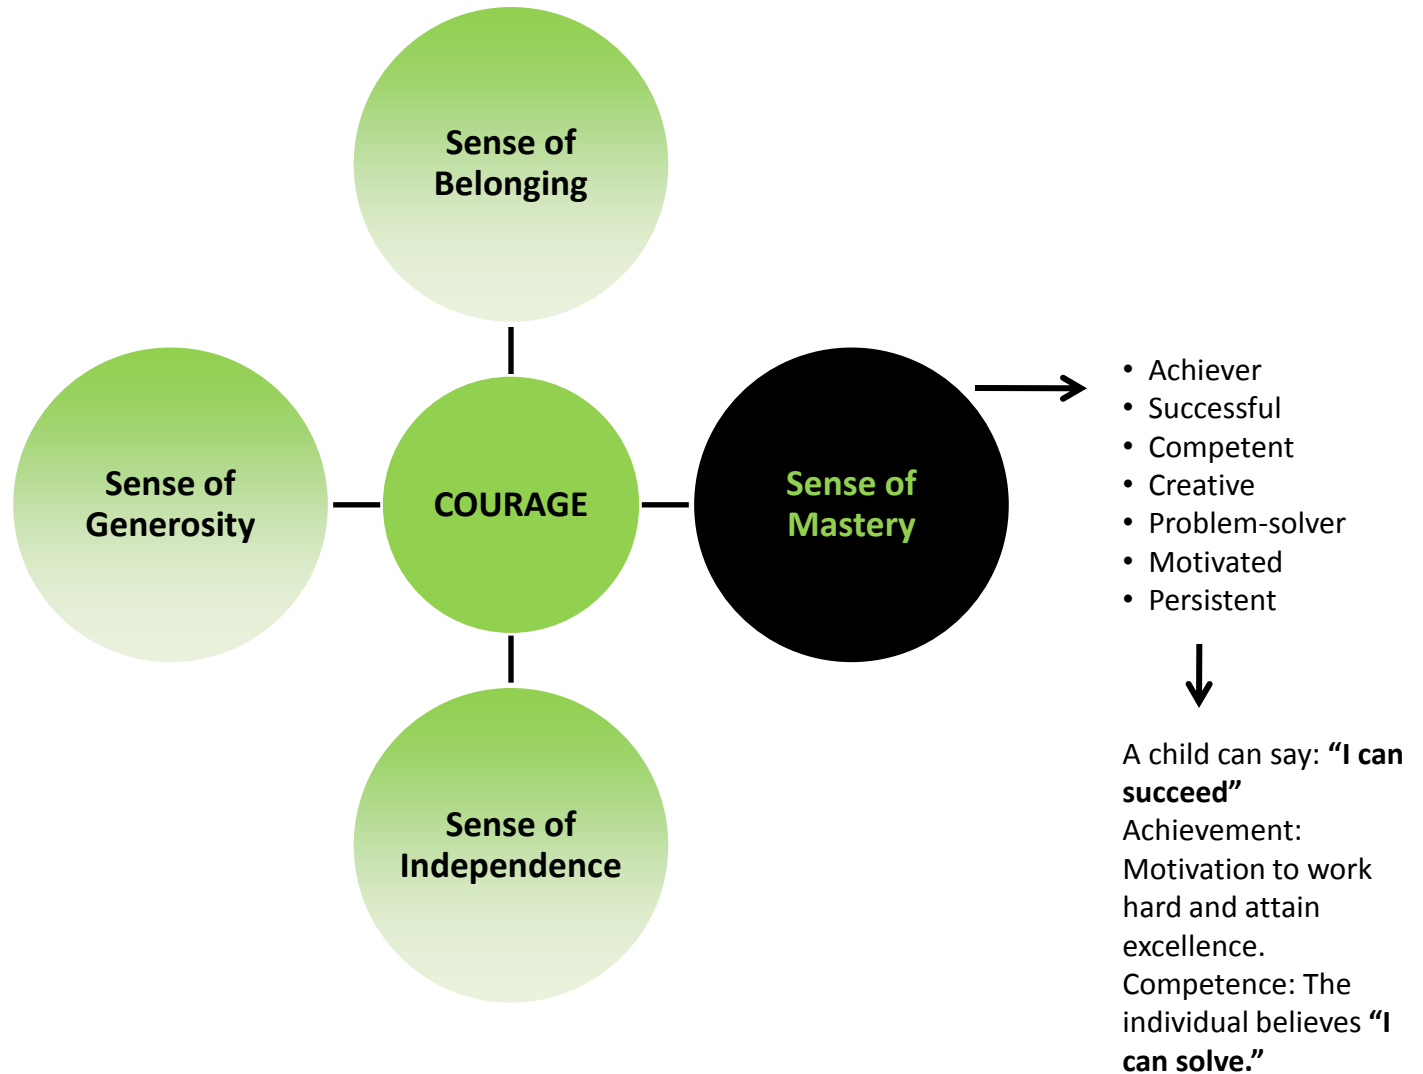 Sense of
Belonging
Sense of
Generosity
COURAGE
Sense of
Mastery
Sense of
Independence
• Achiever
• Successful
• Competent
• Creative
• Problem-solver
• Motivated
• Persistent
A child can say: “I can
succeed”
Achievement:
Motivation to work
hard and attain
excellence.
Competence: The
individual believes “I
can solve.”